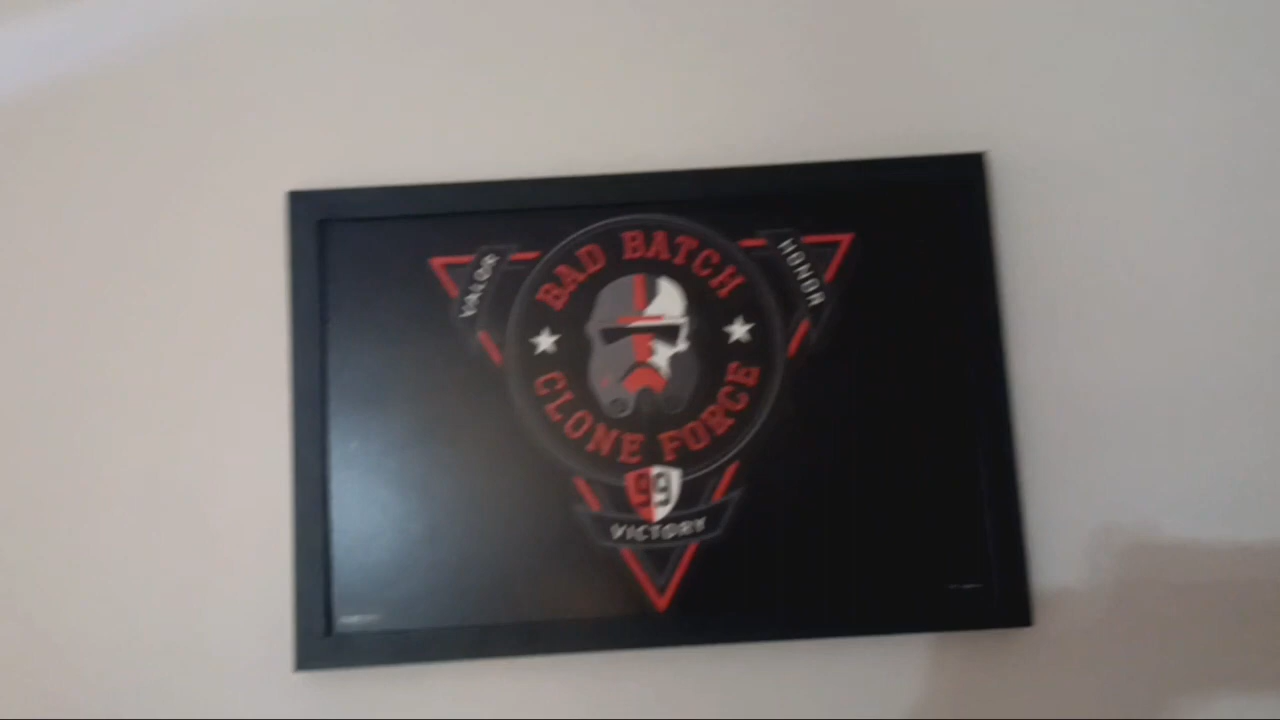 BAD BATCH
VALOR
HONOR
CLONE FORCE
99
VICTORY